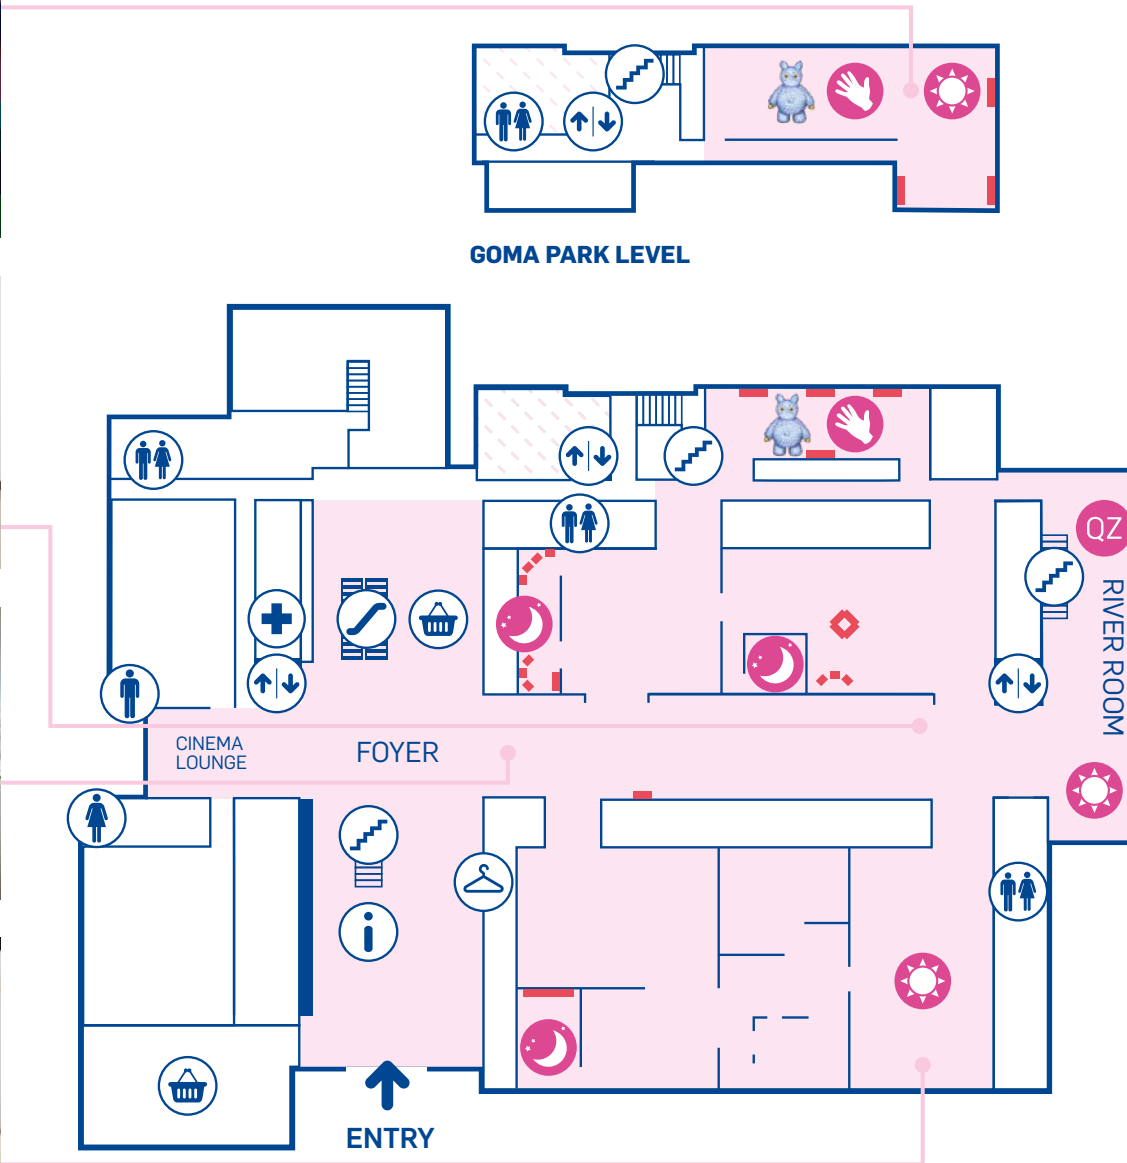 GOMA PARK LEVEL
QZ
RIVER ROOM
CINEMA
LOUNGE
FOYER
ENTRY